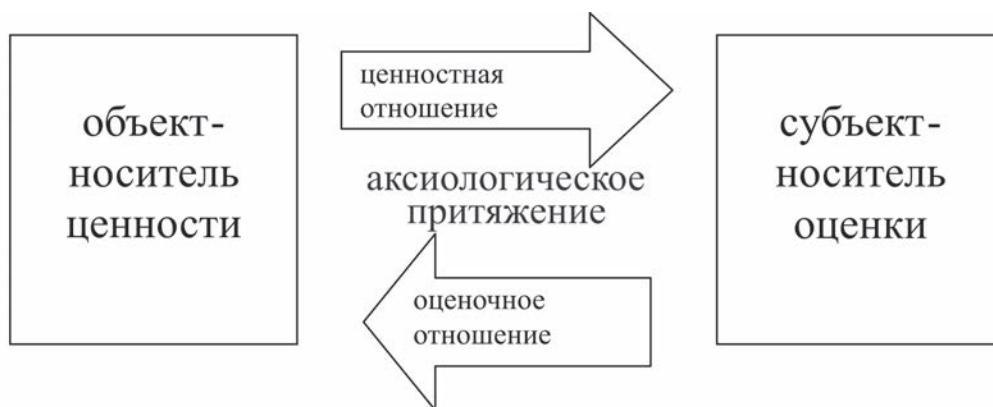 объект-
носитель
ценности
ценностная
отношение
аксиологическое
притяжение
оценочное
отношение
субъект-
носитель
оценки